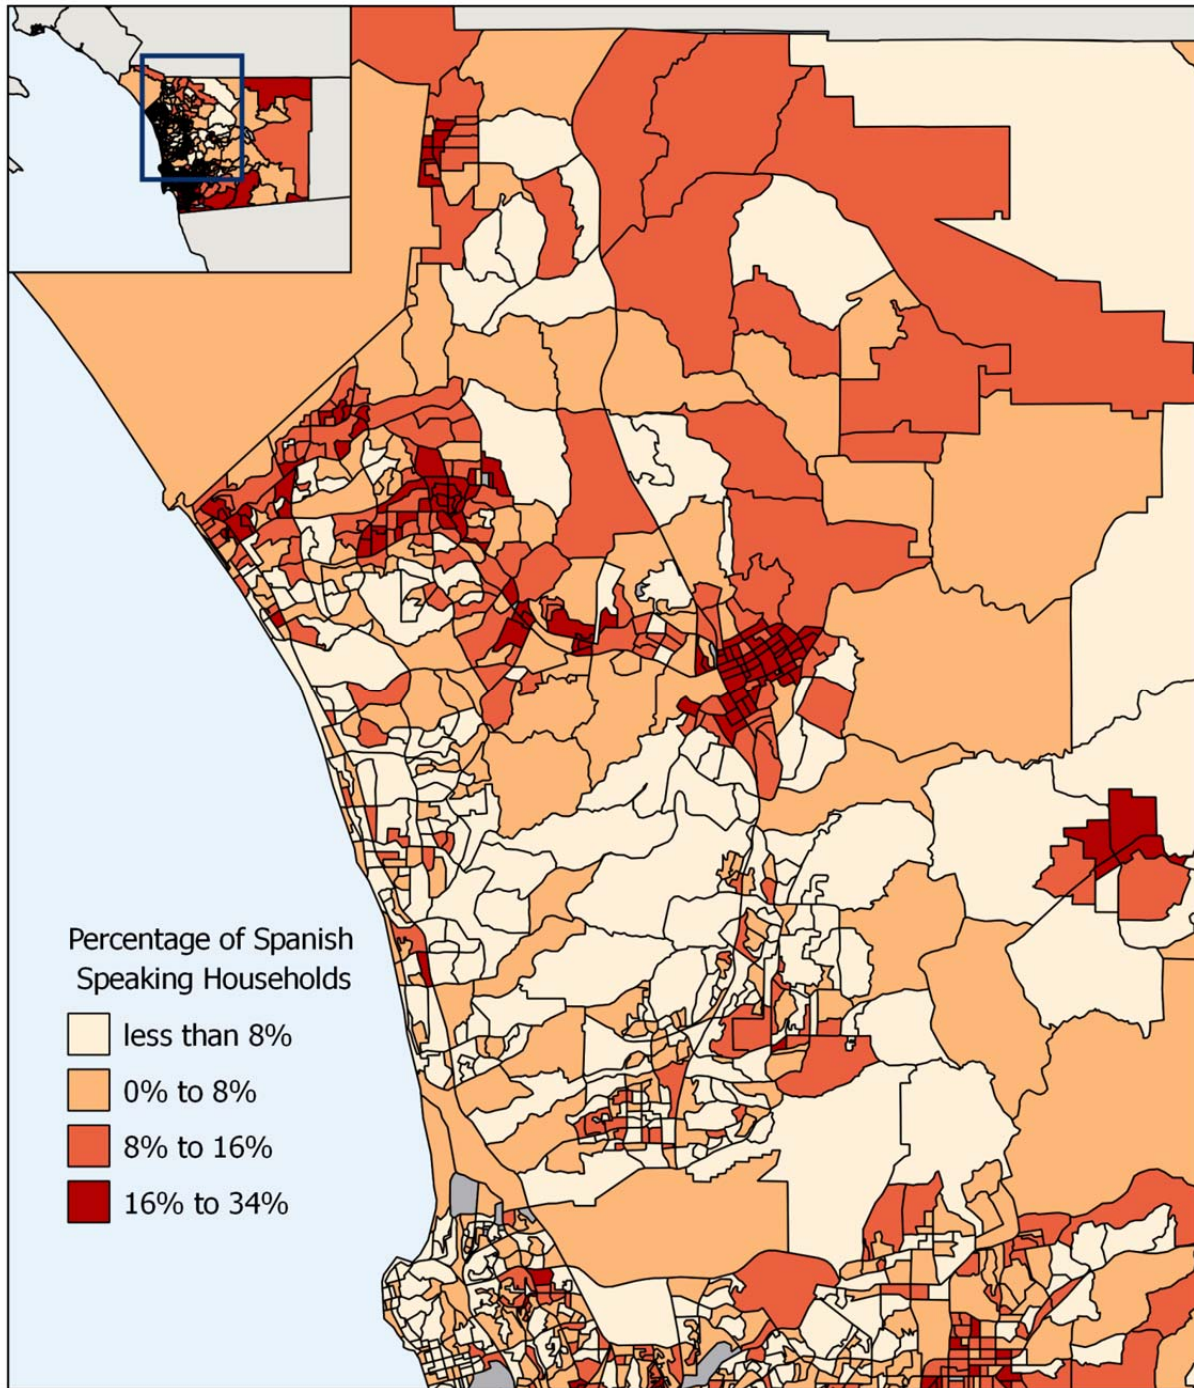 Percentage of Spanish
Speaking Households
less than 8%
0% to 8%
8% to 16%
16% to 34%